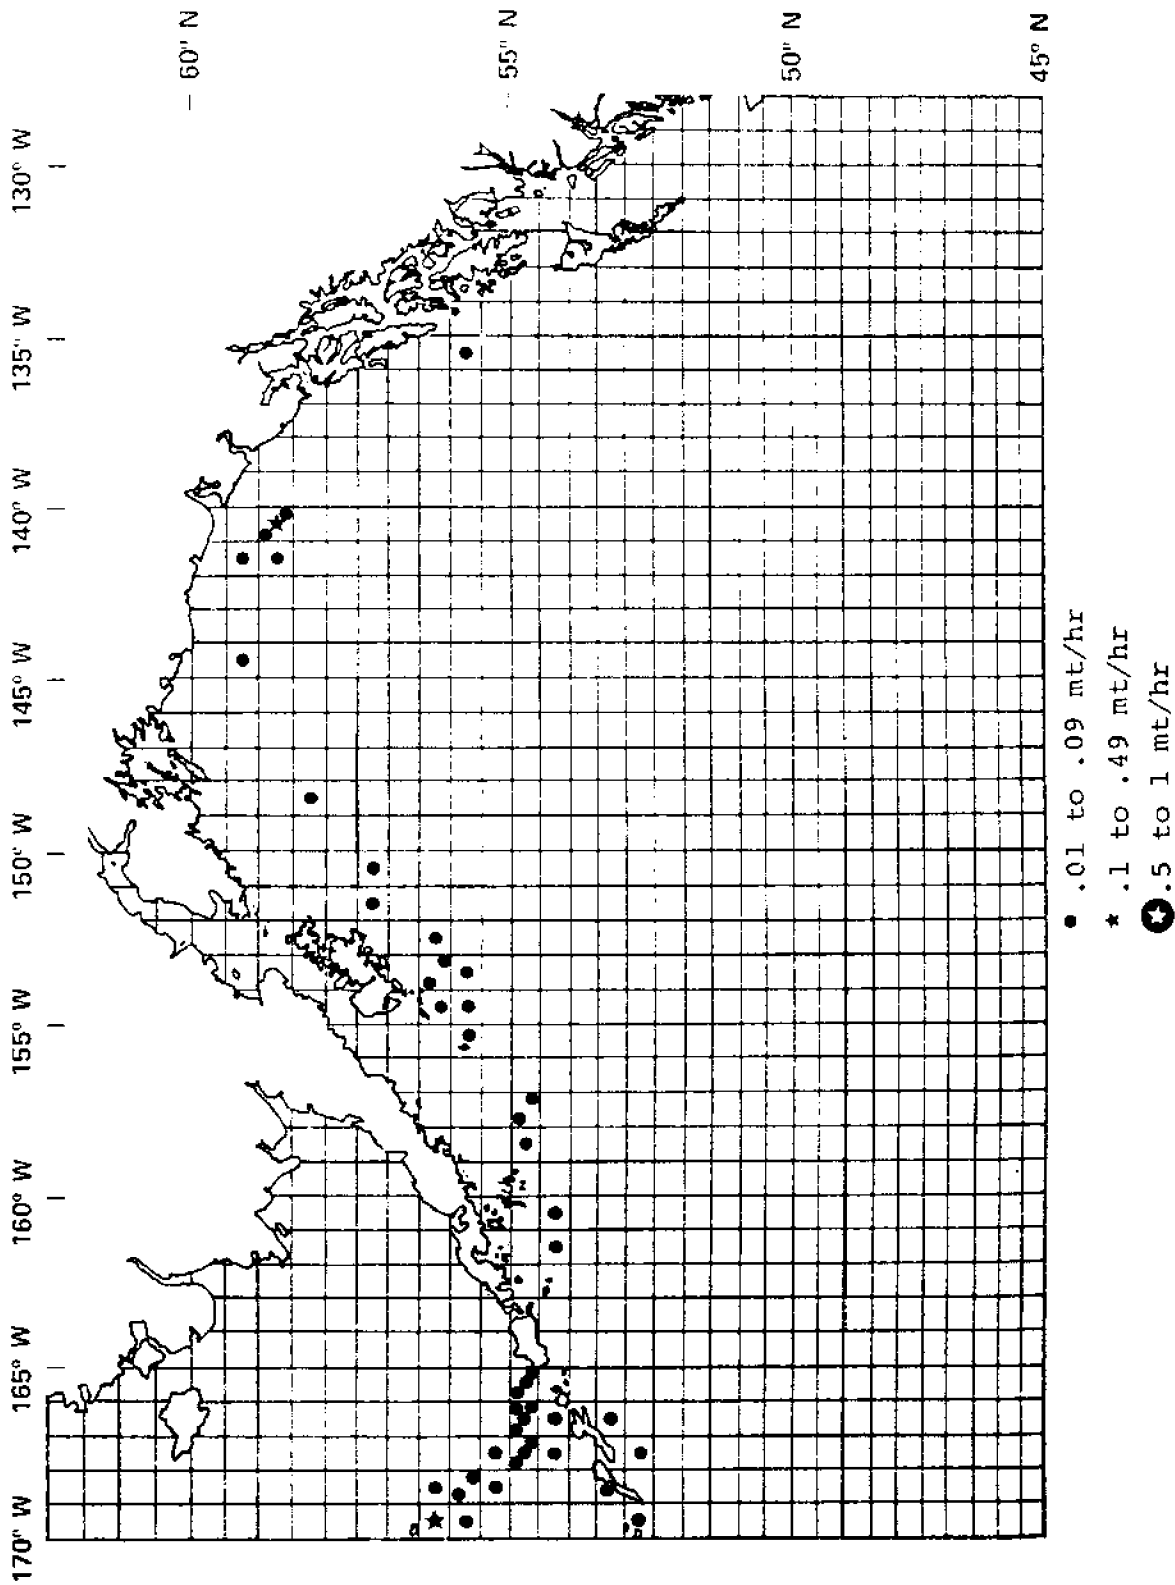 170° W
165° W
160° W
155° W
150° W
145° W
140° W
135° W
130° W
60° N
55° N
50° N
45° N
.01 to .09 mt/hr
.1 to .49 mt/hr
.5 to 1 mt/hr